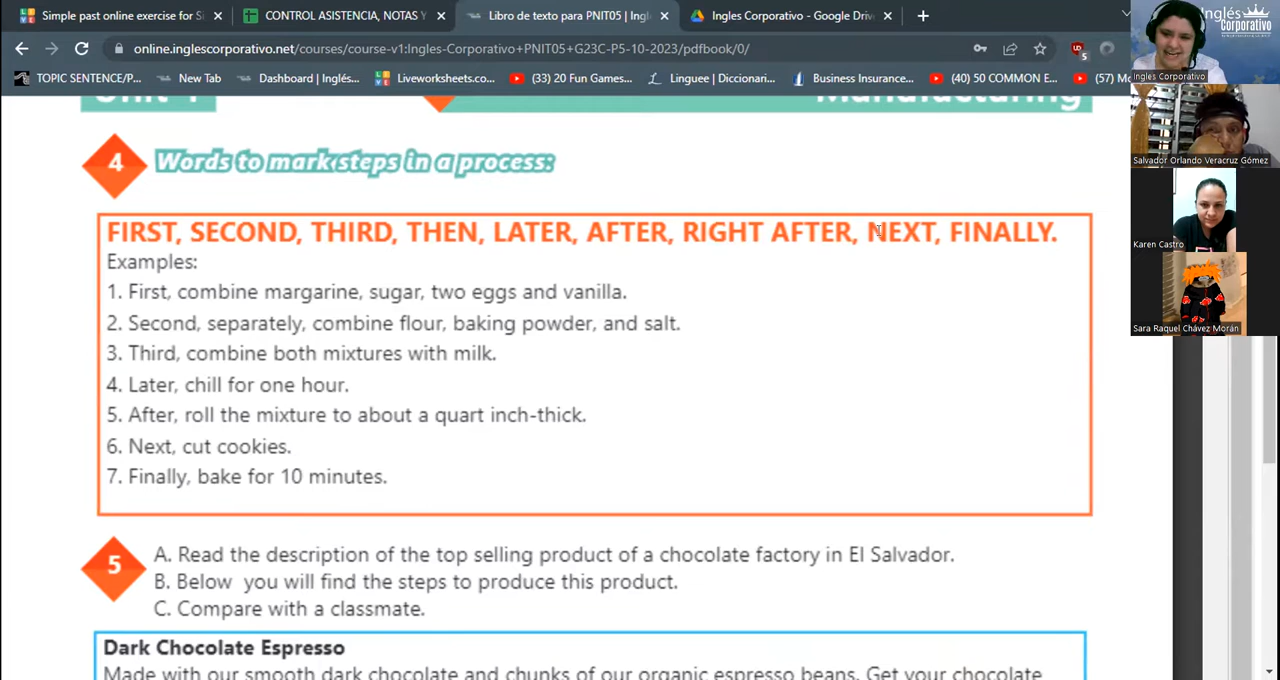 Simple past online exercise for Si
CONTROL ASISTENCIA, NOTAS Y
Libro de texto para PNIT05 | Ingl
Ingles Corporativo - Google Driv
online.inglescorporativo.net/courses/course-v1:Ingles-Corporativo+PNIT05+G23C-P5-10-2023/pdfbook/0/
TOPIC SENTENCE/P...
New Tab
Dashboard | Inglés...
Liveworksheets.co...
(33) 20 Fun Games...
Linguee | Diccionari...
Business Insurance...
(40) 50 COMMON E...
(57) Mo
Inglés
Corporativo
Ingles Corporativo
Salvador Orlando Veracruz Gómez
Karen Castro
Sara Raquel Chávez Morán
Manufacturing
4 Words to mark steps in a process:
FIRST, SECOND, THIRD, THEN, LATER, AFTER, RIGHT AFTER, NEXT, FINALLY.
Examples:
1. First, combine margarine, sugar, two eggs and vanilla.
2. Second, separately, combine flour, baking powder, and salt.
3. Third, combine both mixtures with milk.
4. Later, chill for one hour.
5. After, roll the mixture to about a quart inch-thick.
6. Next, cut cookies.
7. Finally, bake for 10 minutes.
5 A. Read the description of the top selling product of a chocolate factory in El Salvador.
B. Below you will find the steps to produce this product.
C. Compare with a classmate.
Dark Chocolate Espresso
Made with our smooth dark chocolate and chunks of our organic espresso beans. Get your chocolate